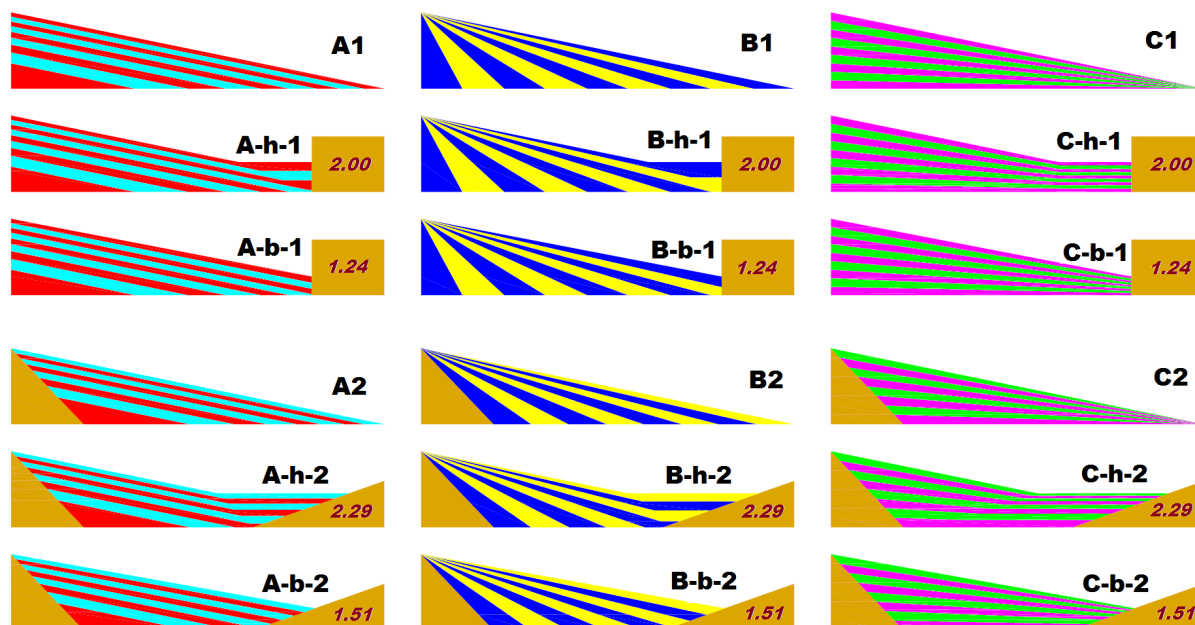 A1 B1 C1
A-h-1 2.00 B-h-1 2.00 C-h-1 2.00
A-b-1 1.24 B-b-1 1.24 C-b-1 1.24
A2 B2 C2
A-h-2 2.29 B-h-2 2.29 C-h-2 2.29
A-b-2 1.51 B-b-2 1.51 C-b-2 1.51